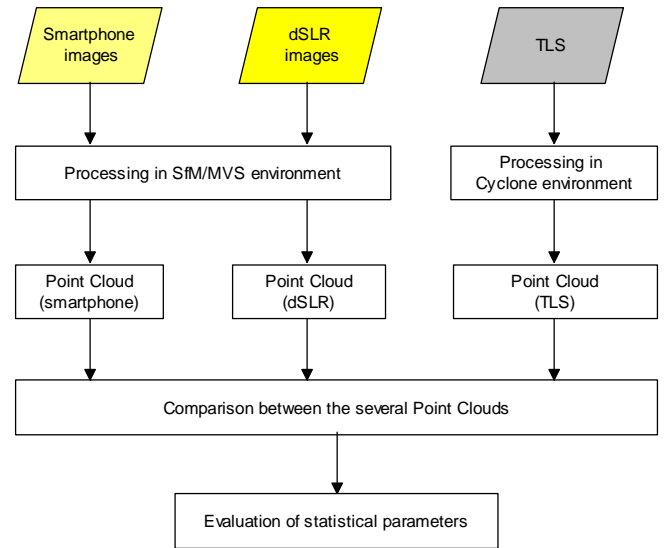 Smartphone
images
dSLR
images
TLS
Processing in SfM/MVS environment
Processing in
Cyclone environment
Point Cloud
(smartphone)
Point Cloud
(dSLR)
Point Cloud
(TLS)
Comparison between the several Point Clouds
Evaluation of statistical parameters